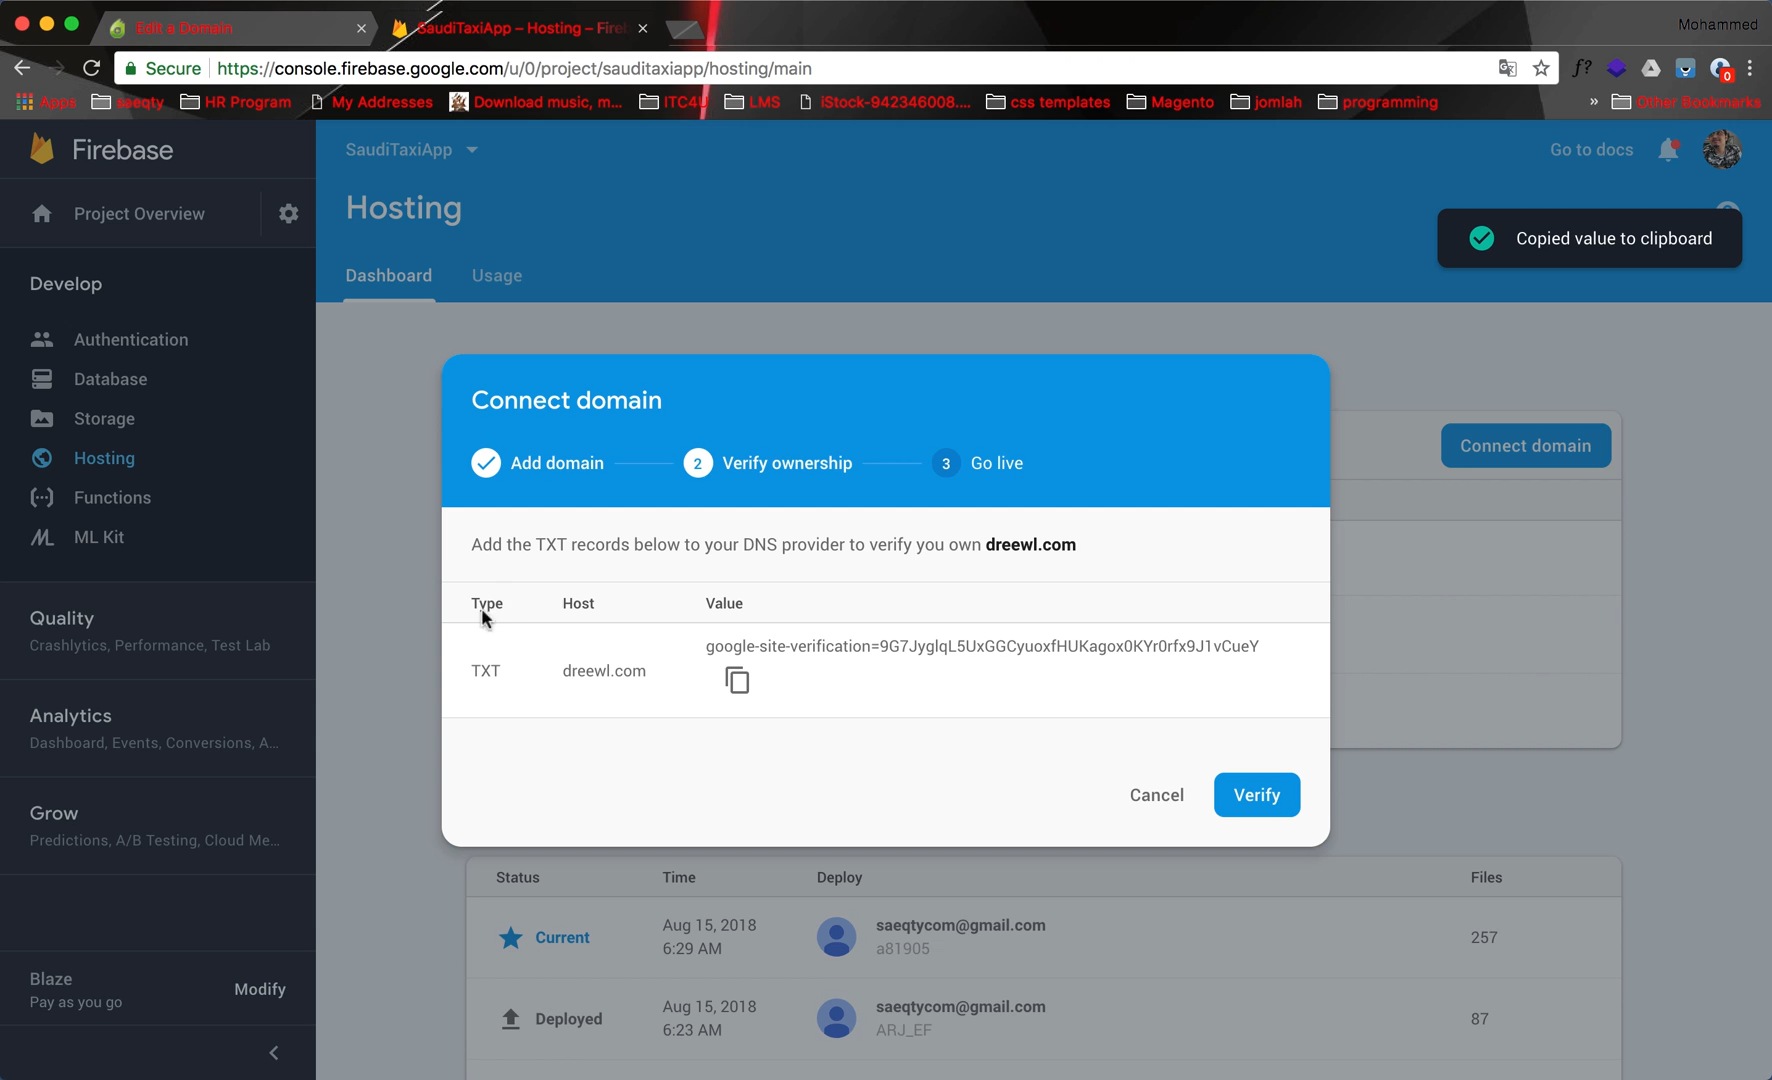 Mohammed
Edit a Domain
SaudiTaxiApp – Hosting – Fire
Secure https://console.firebase.google.com/u/0/project/sauditaxiapp/hosting/main
f?
0
Apps saeqty HR Program My Addresses Download music, m... ITC4U LMS iStock-942346008.... css templates Magento jomlah programming » Other Bookmarks
Firebase
SaudiTaxiApp
Go to docs
Project Overview
Hosting
Copied value to clipboard
Dashboard Usage
Develop
Authentication
Database
Storage
Hosting
Functions
ML Kit
Quality
Crashlytics, Performance, Test Lab
Analytics
Dashboard, Events, Conversions, A...
Grow
Predictions, A/B Testing, Cloud Me...
Blaze
Pay as you go
Modify
Connect domain
Connect domain
Add domain 2 Verify ownership 3 Go live
Add the TXT records below to your DNS provider to verify you own dreewl.com
Type Host Value
TXT dreewl.com google-site-verification=9G7JyglqL5UxGGCyuoxfHUKagox0KYr0rfx9J1vCueY
Cancel Verify
Status Time Deploy Files
Current Aug 15, 2018 6:29 AM saeqtycom@gmail.com a81905 257
Deployed Aug 15, 2018 6:23 AM saeqtycom@gmail.com ARJ_EF 87